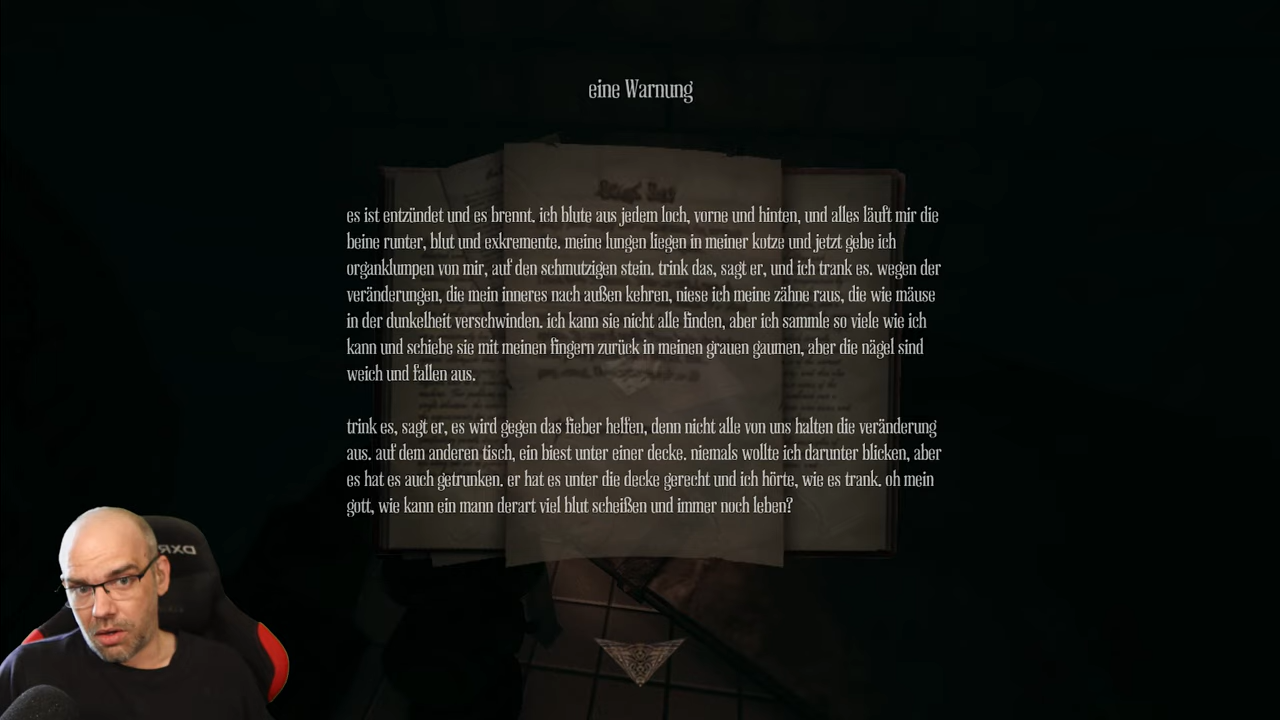 eine Warnung
es ist entzündet und es brennt. ich blute aus jedem loch, vorne und hinten, und alles läuft mir die
beine runter, blut und exkremente. meine lungen liegen in meiner kotze und jetzt gebe ich
organklumpen von mir, auf den schmutzigen stein. trink das, sagt er, und ich trank es. wegen der
veränderungen, die mein inneres nach außen kehren, niese ich meine zähne raus, die wie mäuse
in der dunkelheit verschwinden. ich kann sie nicht alle finden, aber ich sammle so viele wie ich
kann und schiebe sie mit meinen fingern zurück in meinen grauen gaumen, aber die nägel sind
weich und fallen aus.
trink es, sagt er, es wird gegen das fieber helfen, denn nicht alle von uns halten die veränderung
aus. auf dem anderen tisch, ein biest unter einer decke. niemals wollte ich darunter blicken, aber
es hat es auch getrunken. er hat es unter die decke gerecht und ich hörte, wie es trank. oh mein
gott, wie kann ein mann derart viel blut scheißen und immer noch leben?